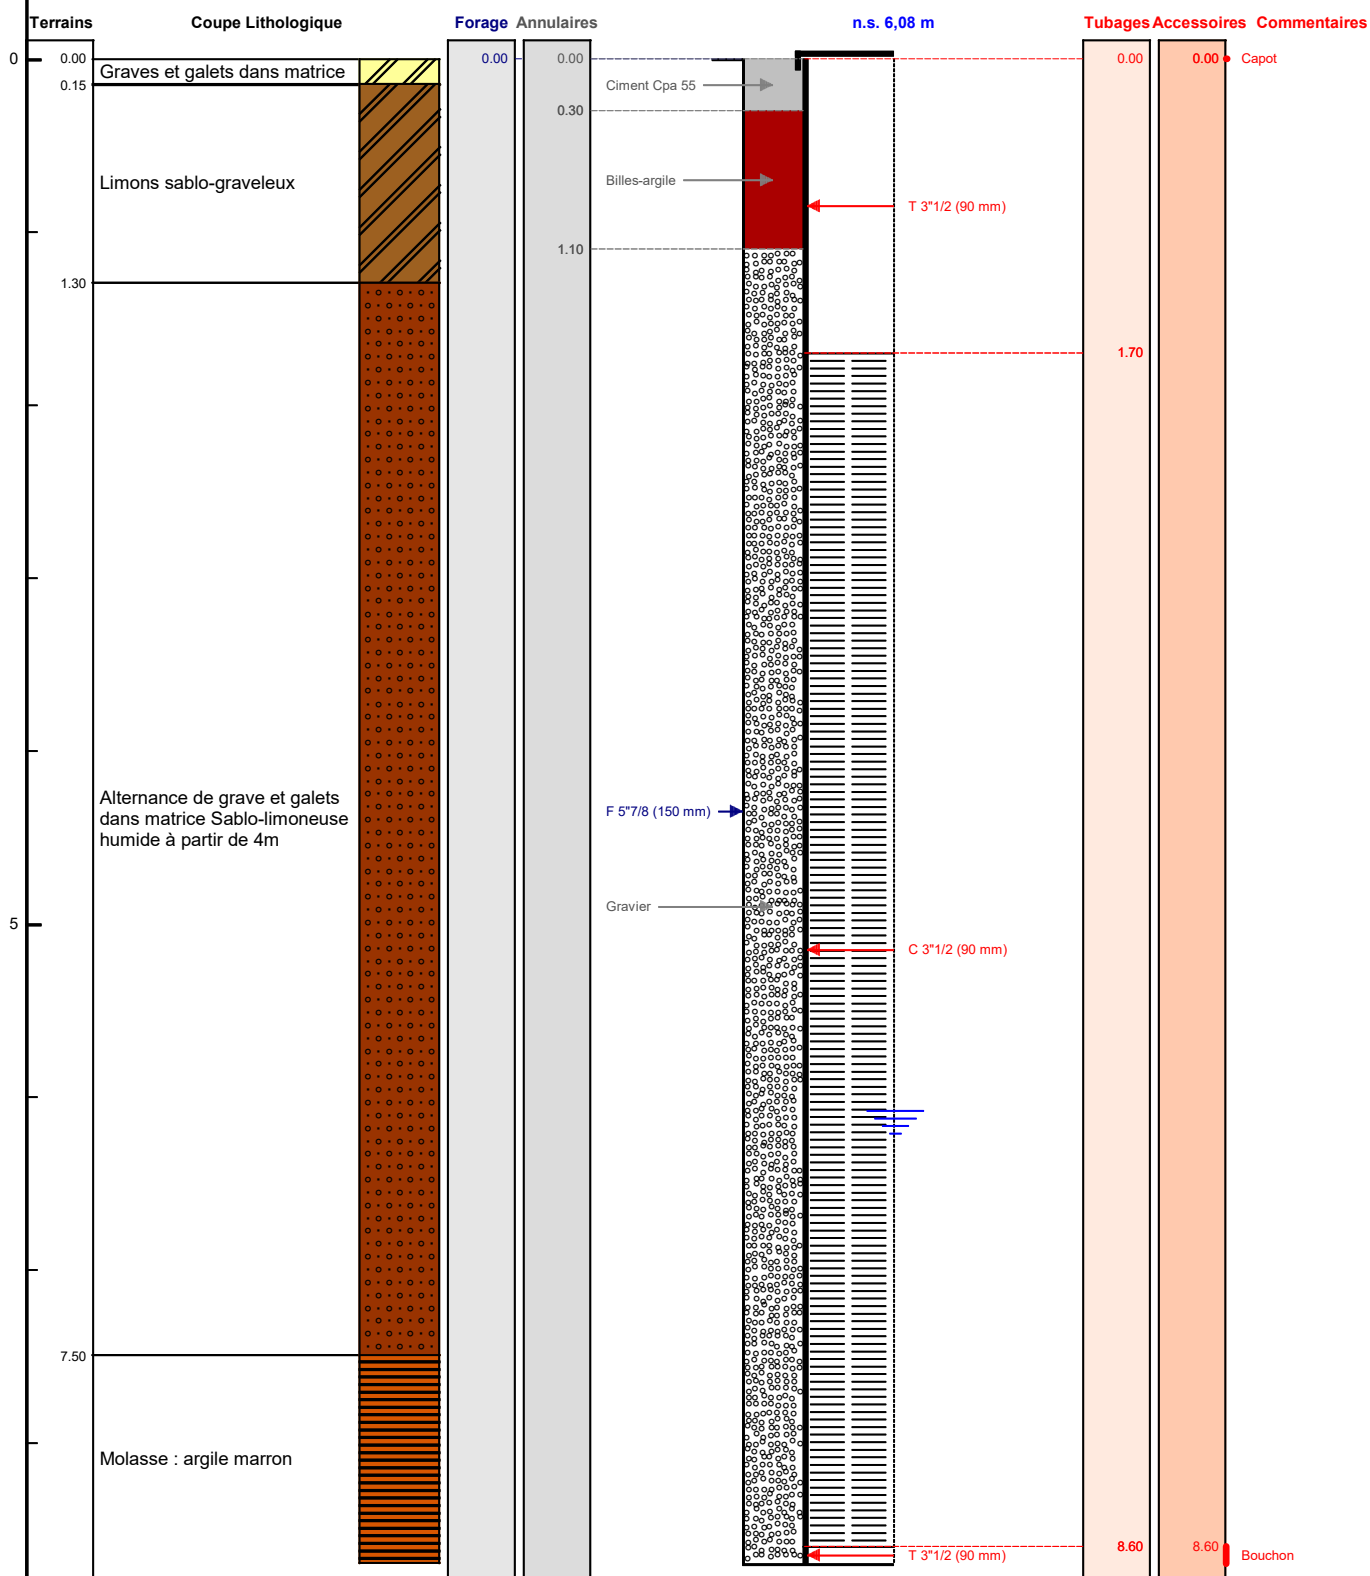 Terrains Coupe Lithologique Forage Annulaires n.s. 6,08 m Tubages Accessoires Commentaires
0 0.00 0.00 0.00 0.00 0.00 Capot
Graves et galets dans matrice
0.15
Ciment Cpa 55
0.30
Limons sablo-graveleux
Billes-argile
T 3"1/2 (90 mm)
1.10
1.30
1.70
Alternance de grave et galets
dans matrice Sablo-limoneuse
humide à partir de 4m
F 5"7/8 (150 mm)
Gravier
5
C 3"1/2 (90 mm)
7.50
Molasse : argile marron
8.60 8.60
T 3"1/2 (90 mm) Bouchon